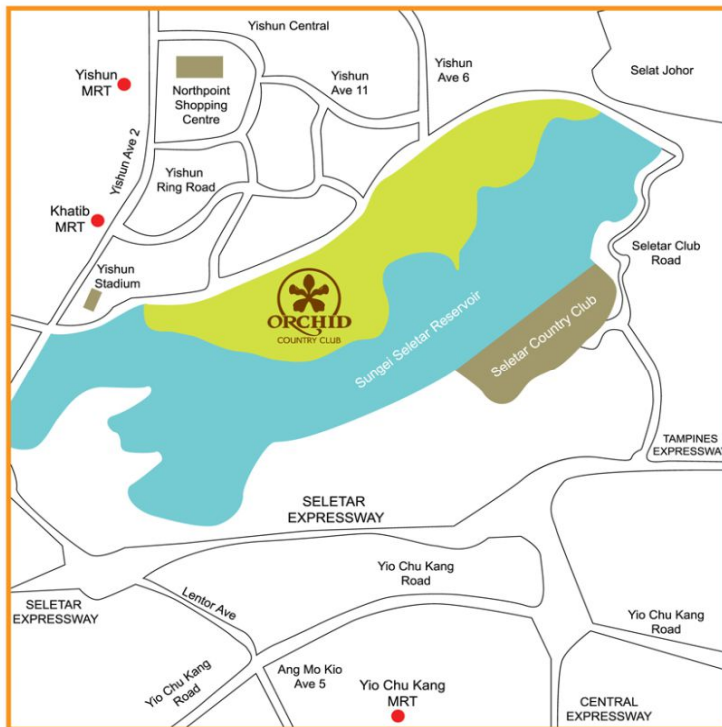 Yishun Central
Yishun
MRT
Northpoint
Shopping
Centre
Yishun
Ave 11
Yishun
Ave 6
Selat Johor
Yishun Ave 2
Yishun
Ring Road
Khatib
MRT
Seletar Club
Road
Yishun
Stadium
ORCHID
COUNTRY CLUB
Sungei Seletar Reservoir
Seletar Country Club
TAMPINES
EXPRESSWAY
SELETAR
EXPRESSWAY
Yio Chu Kang
Road
Lentor Ave
SELETAR
EXPRESSWAY
Yio Chu Kang
Road
Yio Chu Kang
Road
Ang Mo Kio
Ave 5
Yio Chu Kang
MRT
CENTRAL
EXPRESSWAY